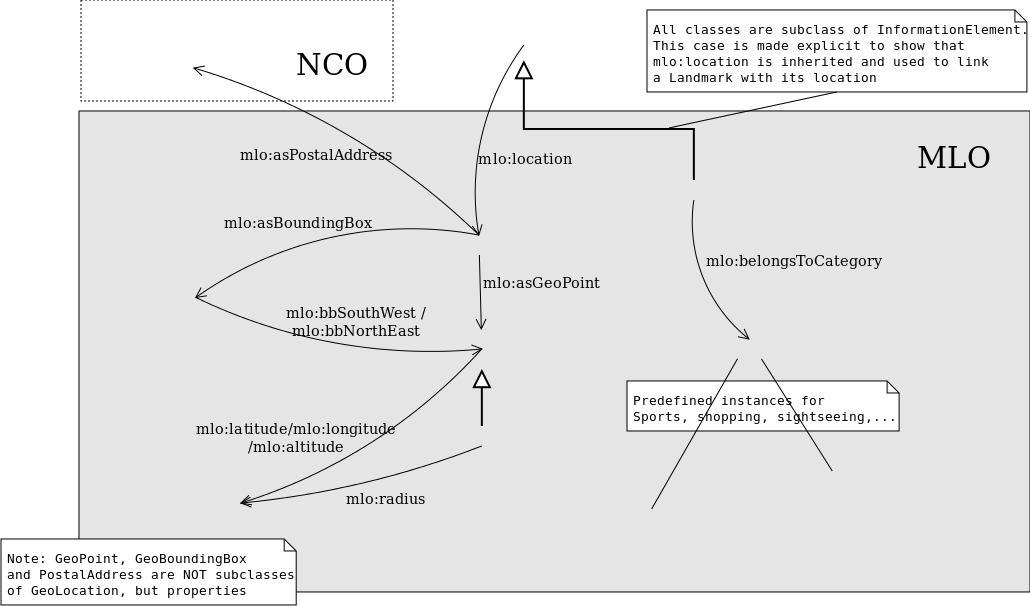 All classes are subclass of InformationElement.
This case is made explicit to show that
mlo:location is inherited and used to link
a Landmark with its location
NCO
MLO
mlo:asPostalAddress
mlo:location
mlo:asBoundingBox
mlo:belongsToCategory
mlo:asGeoPoint
mlo:bbSouthWest /
mlo:bbNorthEast
Predefined instances for
Sports, shopping, sightseeing,...
mlo:latitude/mlo:longitude
/mlo:altitude
mlo:radius
Note: GeoPoint, GeoBoundingBox
and PostalAddress are NOT subclasses
of GeoLocation, but properties